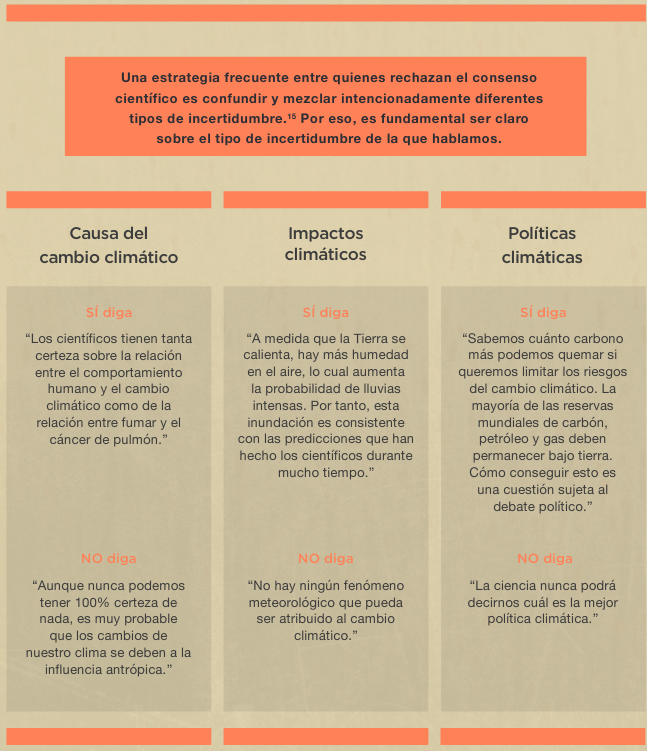 Una estrategia frecuente entre quienes rechazan el consenso
científico es confundir y mezclar intencionadamente diferentes
tipos de incertidumbre.¹⁵ Por eso, es fundamental ser claro
sobre el tipo de incertidumbre de la que hablamos.
Causa del
cambio climático
SÍ diga
“Los científicos tienen tanta
certeza sobre la relación
entre el comportamiento
humano y el cambio
climático como de la
relación entre fumar y el
cáncer de pulmón.”
NO diga
“Aunque nunca podemos
tener 100% certeza de
nada, es muy probable
que los cambios de
nuestro clima se deben a la
influencia antrópica.”
Impactos
climáticos
SÍ diga
“A medida que la Tierra se
calienta, hay más humedad
en el aire, lo cual aumenta
la probabilidad de lluvias
intensas. Por tanto, esta
inundación es consistente
con las predicciones que han
hecho los científicos durante
mucho tiempo.”
NO diga
“No hay ningún fenómeno
meteorológico que pueda
ser atribuido al cambio
climático.”
Políticas
climáticas
SÍ diga
“Sabemos cuánto carbono
más podemos quemar si
queremos limitar los riesgos
del cambio climático. La
mayoría de las reservas
mundiales de carbón,
petróleo y gas deben
permanecer bajo tierra.
Cómo conseguir esto es
una cuestión sujeta al
debate político.”
NO diga
“La ciencia nunca podrá
decirnos cuál es la mejor
política climática.”